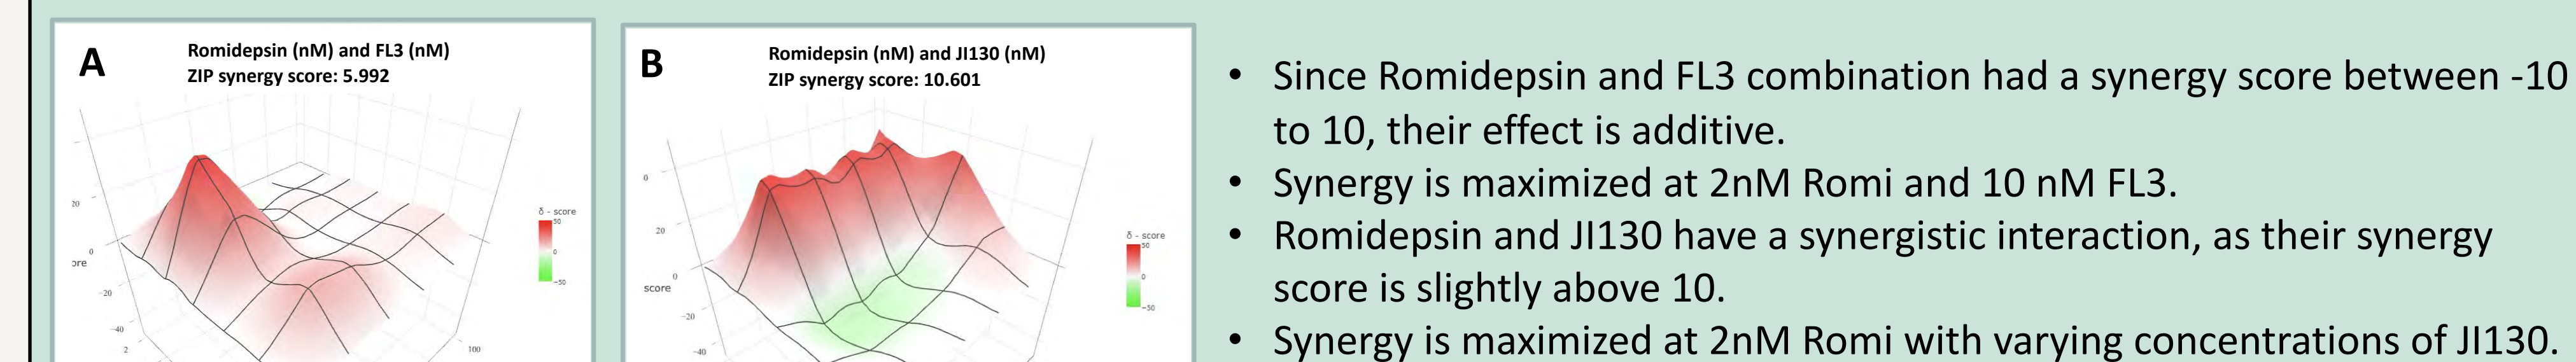 A
Romidepsin (nM) and FL3 (nM)
ZIP synergy score: 5.992
20
0
ore
-20
-40
2
100
δ - score
50
0
-50
B
Romidepsin (nM) and JI130 (nM)
ZIP synergy score: 10.601
0
20
0
score
-20
-40
δ - score
50
0
-50
• Since Romidepsin and FL3 combination had a synergy score between -10
to 10, their effect is additive.
• Synergy is maximized at 2nM Romi and 10 nM FL3.
• Romidepsin and JI130 have a synergistic interaction, as their synergy
score is slightly above 10.
• Synergy is maximized at 2nM Romi with varying concentrations of JI130.